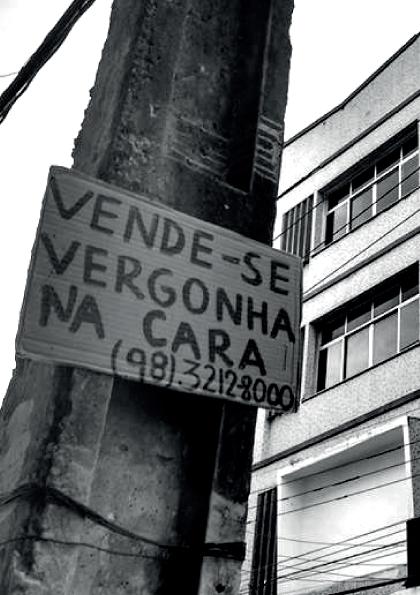 VENDE-SE
VERGONHA
NA CARA!
(98).3212-8000